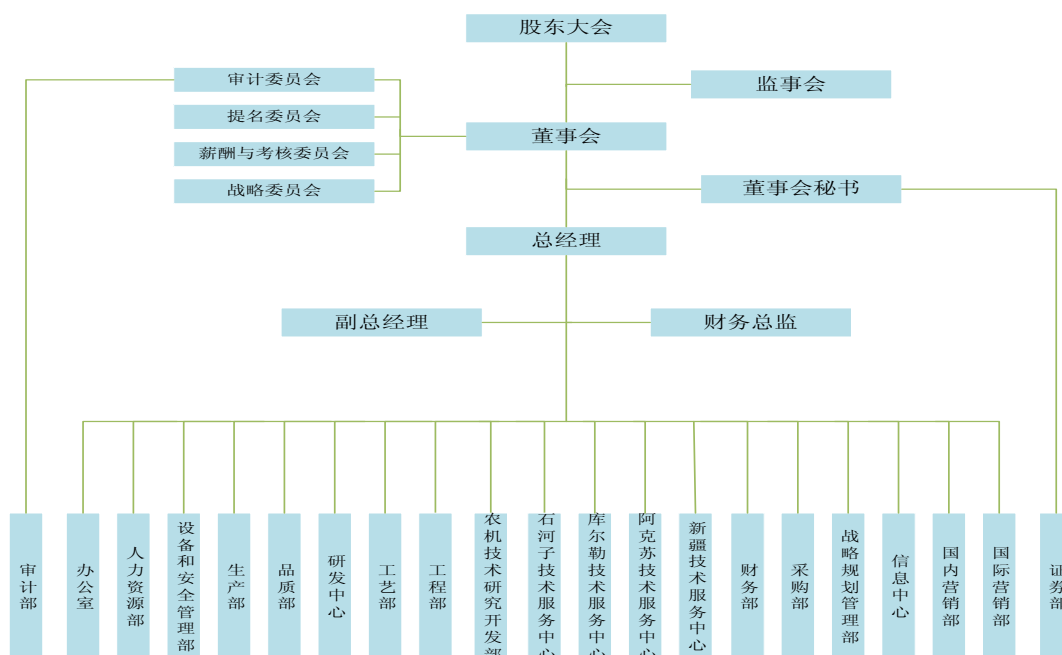 股东大会
审计委员会
监事会
提名委员会
董事会
薪酬与考核委员会
战略委员会
董事会秘书
总经理
副总经理
财务总监
审计部
办公室
人力资源部
设备和安全管理部
生产部
品质部
研发中心
工艺部
工程部
农机技术研究开发部
石河子技术服务中心
库尔勒技术服务中心
阿克苏技术服务中心
新疆技术服务中心
财务部
采购部
战略规划管理部
信息中心
国内营销部
国际营销部
证券部